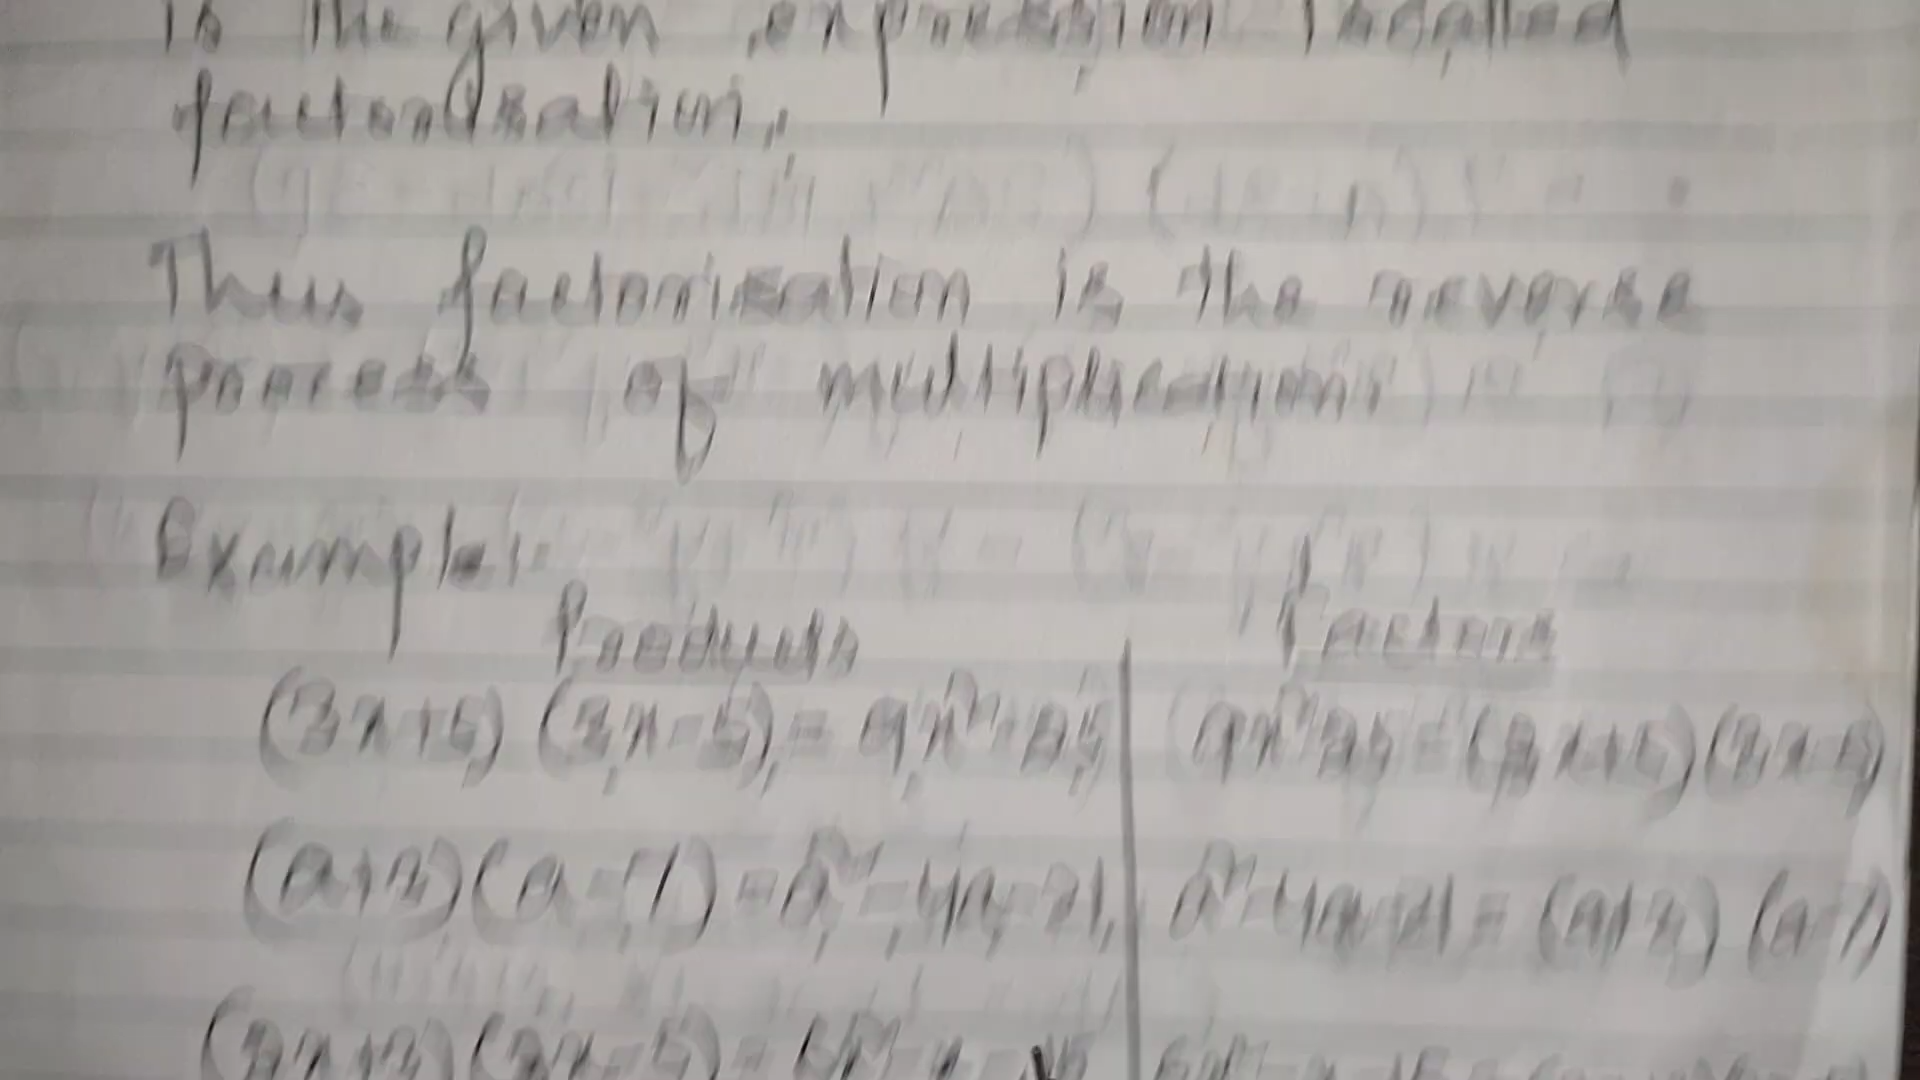 is the given expression is called
factorisation.
Thus factorisation is the reverse
process of multiplications
Example:
Products
Factors
(3x+5) (3x-5) = 9x²-25
9x²-25 = (3x+5)(3x-5)
(a+3)(a-7) = a²-4a-21
a²-4a-21 = (a+3) (a-7)